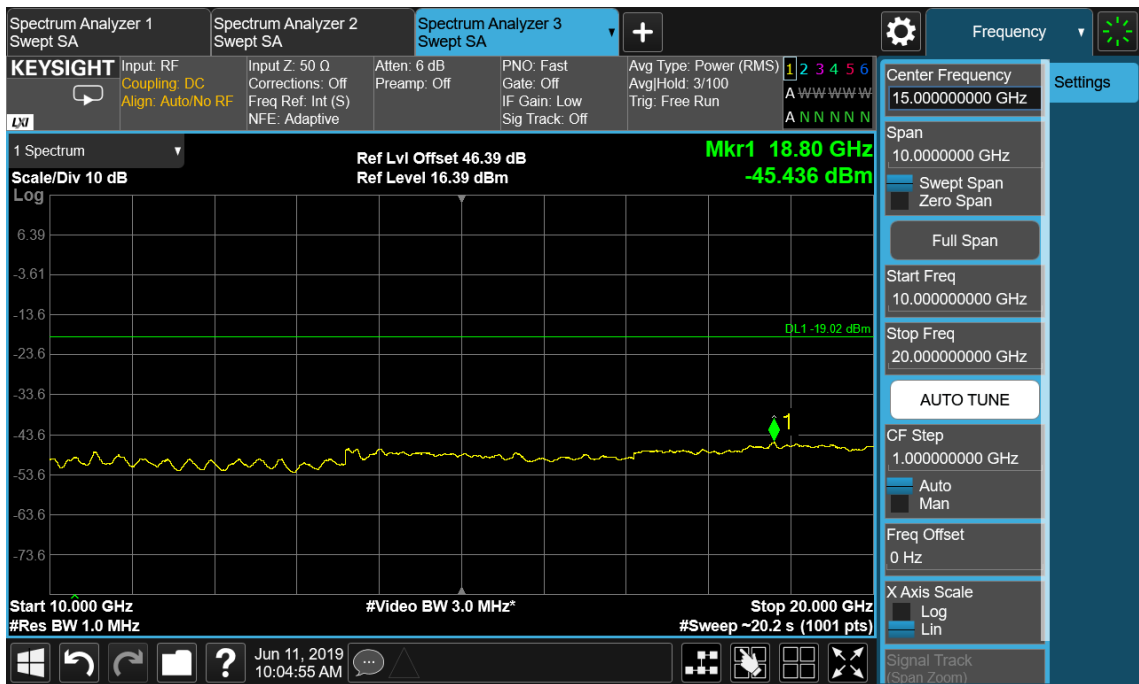 Spectrum Analyzer 1
Swept SA
Spectrum Analyzer 2
Swept SA
Spectrum Analyzer 3
Swept SA
Frequency
KEYSIGHT
LXI
Input: RF
Coupling: DC
Align: Auto/No RF
Input Z: 50 Ω
Corrections: Off
Freq Ref: Int (S)
NFE: Adaptive
Atten: 6 dB
Preamp: Off
PNO: Fast
Gate: Off
IF Gain: Low
Sig Track: Off
Avg Type: Power (RMS)
Avg|Hold: 3/100
Trig: Free Run
1 2 3 4 5 6
A W W W W W
A N N N N N
1 Spectrum
Scale/Div 10 dB
Ref Lvl Offset 46.39 dB
Ref Level 16.39 dBm
Mkr1 18.80 GHz
-45.436 dBm
Log
6.39
-3.61
-13.6
-23.6
-33.6
-43.6
-53.6
-63.6
-73.6
DL1 -19.02 dBm
1
Start 10.000 GHz
#Res BW 1.0 MHz
#Video BW 3.0 MHz*
Stop 20.000 GHz
#Sweep ~20.2 s (1001 pts)
Center Frequency
15.000000000 GHz
Settings
Span
10.0000000 GHz
Swept Span
Zero Span
Full Span
Start Freq
10.000000000 GHz
Stop Freq
20.000000000 GHz
AUTO TUNE
CF Step
1.000000000 GHz
Auto
Man
Freq Offset
0 Hz
X Axis Scale
Log
Lin
Signal Track
(Span Zoom)
?
Jun 11, 2019
10:04:55 AM